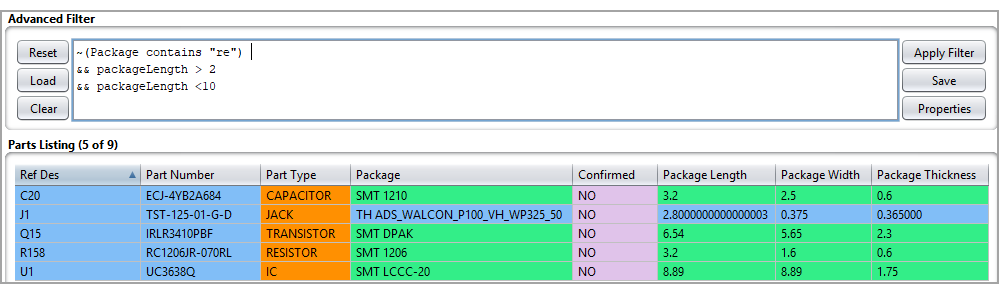 Advanced Filter
Reset
Load
Clear
~(Package contains "re")
&& packageLength > 2
&& packageLength <10
Apply Filter
Save
Properties
Parts Listing (5 of 9)
Ref Des Part Number Part Type Package Confirmed Package Length Package Width Package Thickness
C20 ECJ-4YB2A684 CAPACITOR SMT 1210 NO 3.2 2.5 0.6
J1 TST-125-01-G-D JACK TH ADS_WALCON_P100_VH_WP325_50 NO 2.8000000000000003 0.375 0.365000
Q15 IRLR3410PBF TRANSISTOR SMT DPAK NO 6.54 5.65 2.3
R158 RC1206JR-070RL RESISTOR SMT 1206 NO 3.2 1.6 0.6
U1 UC3638Q IC SMT LCCC-20 NO 8.89 8.89 1.75